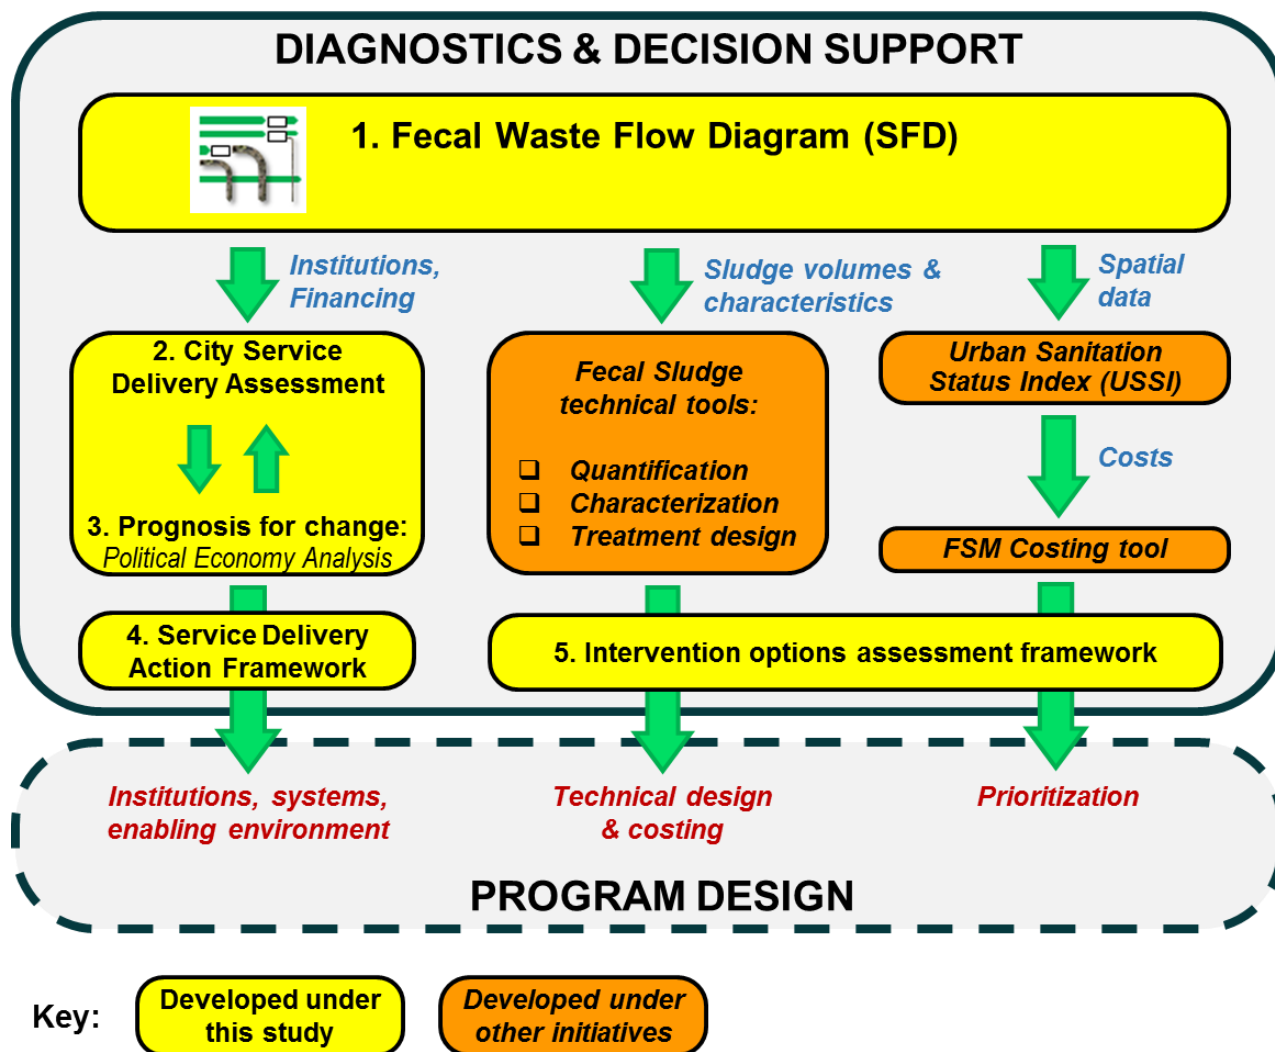 DIAGNOSTICS & DECISION SUPPORT
1. Fecal Waste Flow Diagram (SFD)
Institutions,
Financing
Sludge volumes &
characteristics
Spatial
data
2. City Service
Delivery Assessment
3. Prognosis for change:
Political Economy Analysis
Fecal Sludge
technical tools:
Quantification
Characterization
Treatment design
Urban Sanitation
Status Index (USSI)
Costs
FSM Costing tool
4. Service Delivery
Action Framework
5. Intervention options assessment framework
Institutions, systems,
enabling environment
Technical design
& costing
Prioritization
PROGRAM DESIGN
Key:
Developed under
this study
Developed under
other initiatives